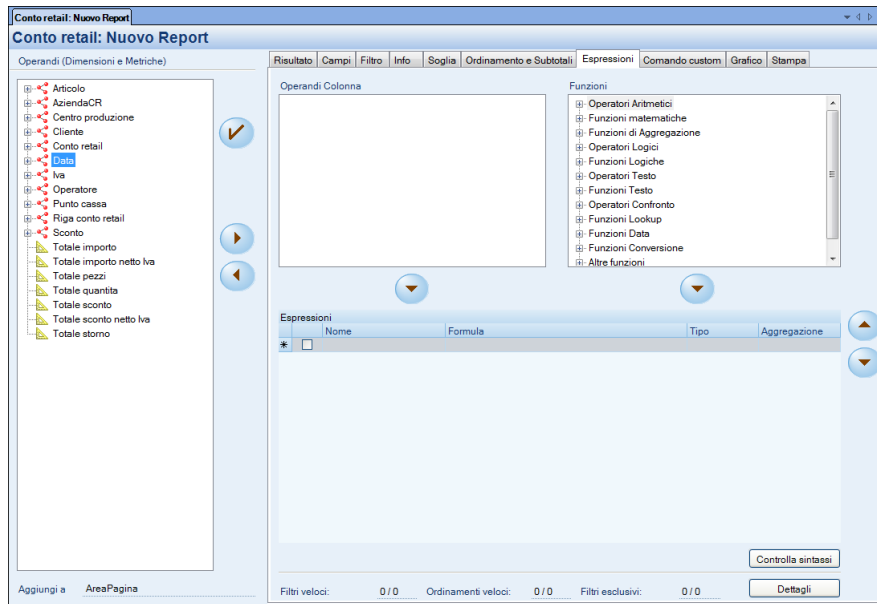 Conto retail: Nuovo Report
Conto retail: Nuovo Report
Operandi (Dimensioni e Metriche)
Articolo
AziendaCR
Centro produzione
Cliente
Conto retail
Data
Iva
Operatore
Punto cassa
Riga conto retail
Sconto
Totale importo
Totale importo netto Iva
Totale pezzi
Totale quantita
Totale sconto
Totale sconto netto Iva
Totale storno
Aggiungi a AreaPagina
Risultato Campi Filtro Info Soglia Ordinamento e Subtotali Espressioni Comando custom Grafico Stampa
Operandi Colonna
Funzioni
Operatori Aritmetici
Funzioni matematiche
Funzioni di Aggregazione
Operatori Logici
Funzioni Logiche
Operatori Testo
Funzioni Testo
Operatori Confronto
Funzioni Lookup
Funzioni Data
Funzioni Conversione
Altre funzioni
Espressioni
Nome Formula Tipo Aggregazione
Controlla sintassi
Filtri veloci: 0 / 0 Ordinamenti veloci: 0 / 0 Filtri esclusivi: 0 / 0 Dettagli